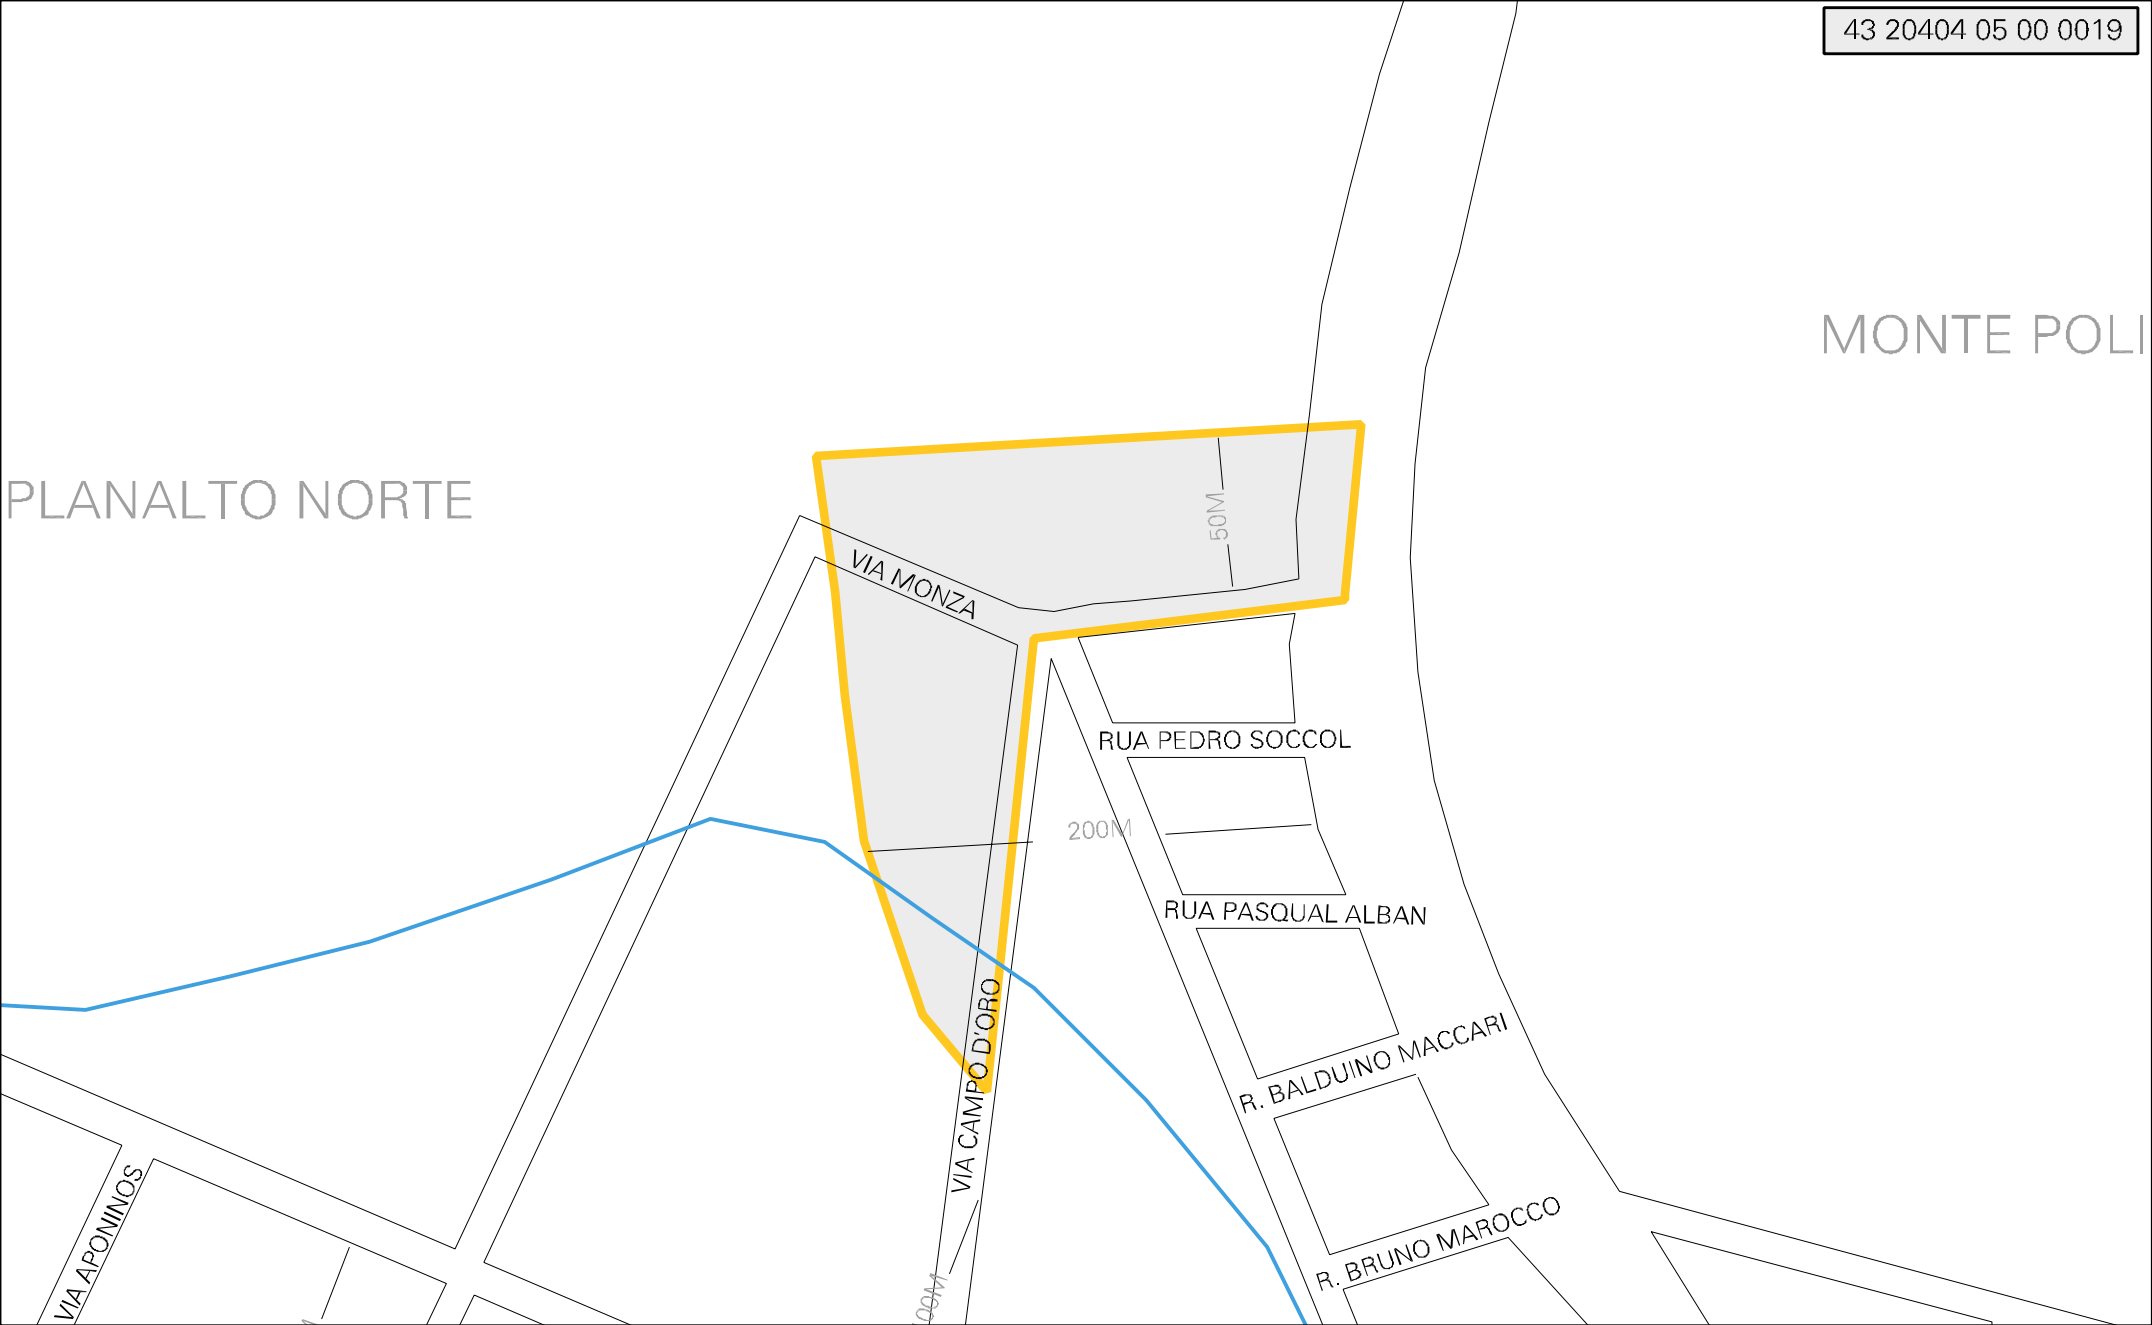 43 20404 05 00 0019
MONTE POLI
PLANALTO NORTE
50M
VIA MONZA
RUA PEDRO SOCCOL
200M
RUA PASQUAL ALBAN
VIA CAMPO D'ORO
R. BALDUINO MACCARI
VIA APONINOS
R. BRUNO MAROCCO
00M
M